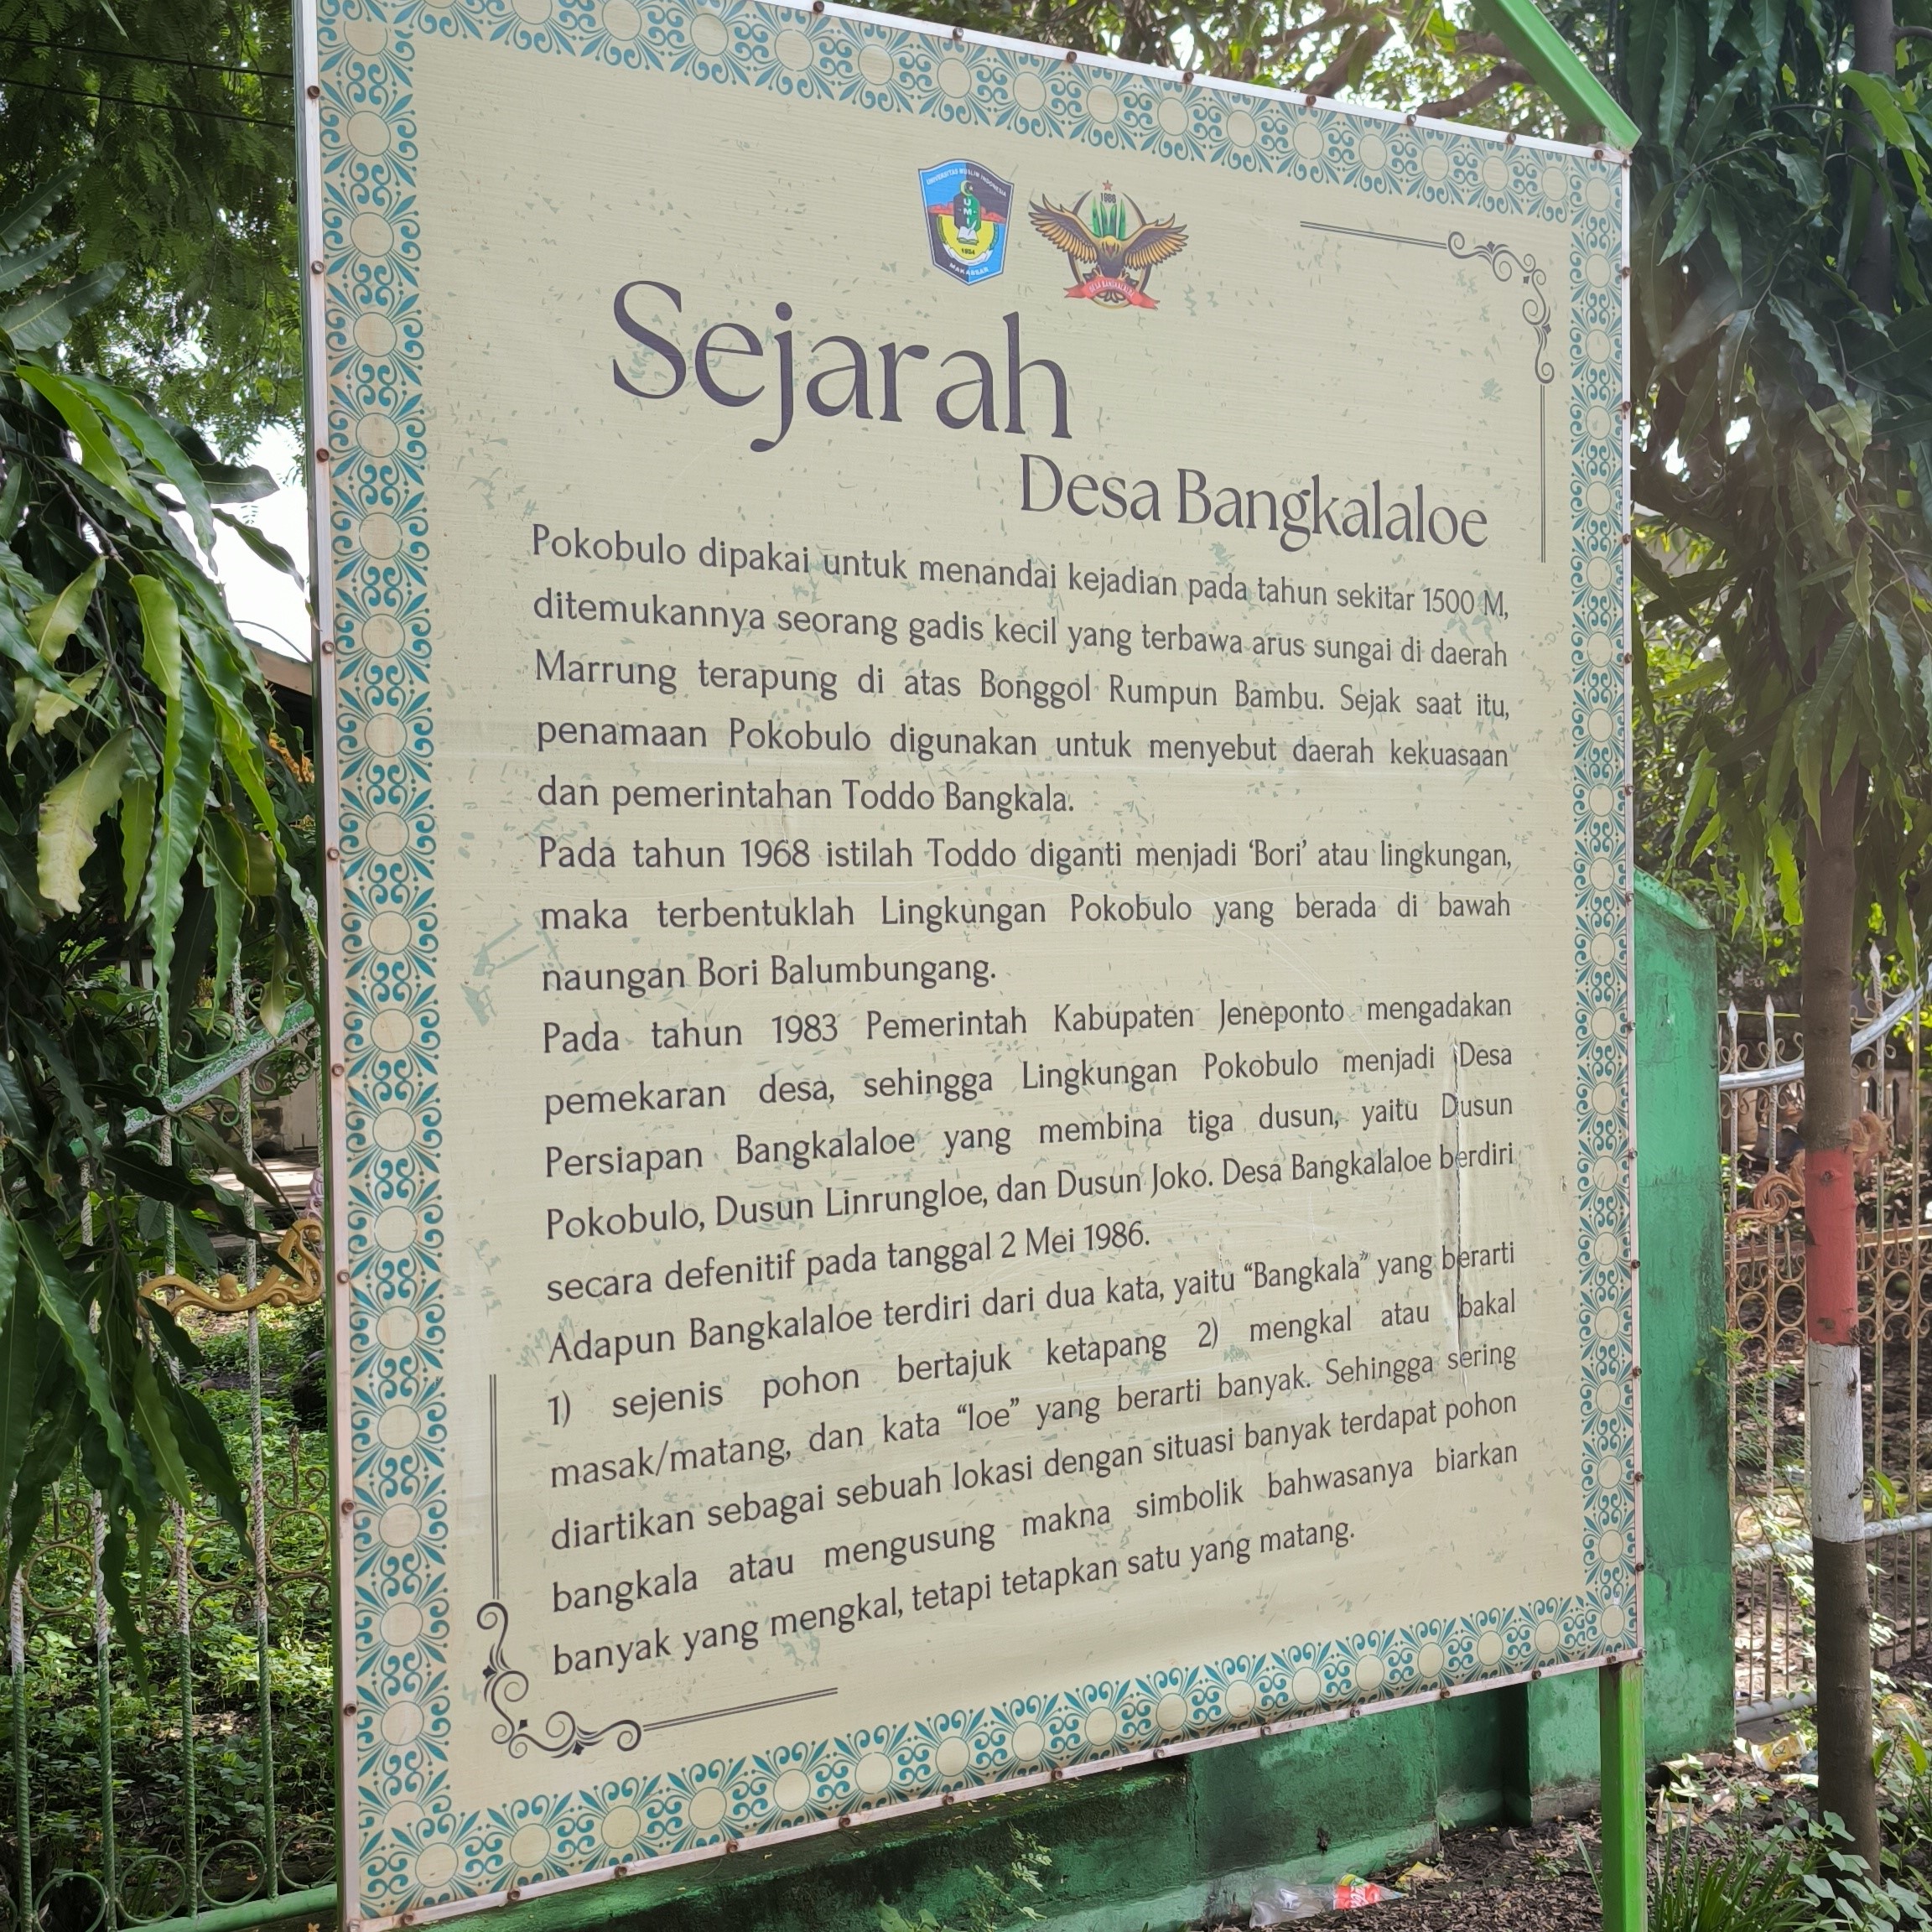 UNIVERSITAS MUSLIM INDONESIA
UMI
1954
MAKASSAR
1986
DESA BANGKALALOE
Sejarah
Desa Bangkalaloe
Pokobulo dipakai untuk menandai kejadian pada tahun sekitar 1500 M,
ditemukannya seorang gadis kecil yang terbawa arus sungai di daerah
Marrung terapung di atas Bonggol Rumpun Bambu. Sejak saat itu,
penamaan Pokobulo digunakan untuk menyebut daerah kekuasaan
dan pemerintahan Toddo Bangkala.
Pada tahun 1968 istilah Toddo diganti menjadi ‘Bori’ atau lingkungan,
maka terbentuklah Lingkungan Pokobulo yang berada di bawah
naungan Bori Balumbungang.
Pada tahun 1983 Pemerintah Kabupaten Jeneponto mengadakan
pemekaran desa, sehingga Lingkungan Pokobulo menjadi Desa
Persiapan Bangkalaloe yang membina tiga dusun, yaitu Dusun
Pokobulo, Dusun Linrungloe, dan Dusun Joko. Desa Bangkalaloe berdiri
secara defenitif pada tanggal 2 Mei 1986.
Adapun Bangkalaloe terdiri dari dua kata, yaitu “Bangkala” yang berarti
1) sejenis pohon bertajuk ketapang 2) mengkal atau bakal
masak/matang, dan kata “loe” yang berarti banyak. Sehingga sering
diartikan sebagai sebuah lokasi dengan situasi banyak terdapat pohon
bangkala atau mengusung makna simbolik bahwasanya biarkan
banyak yang mengkal, tetapi tetapkan satu yang matang.